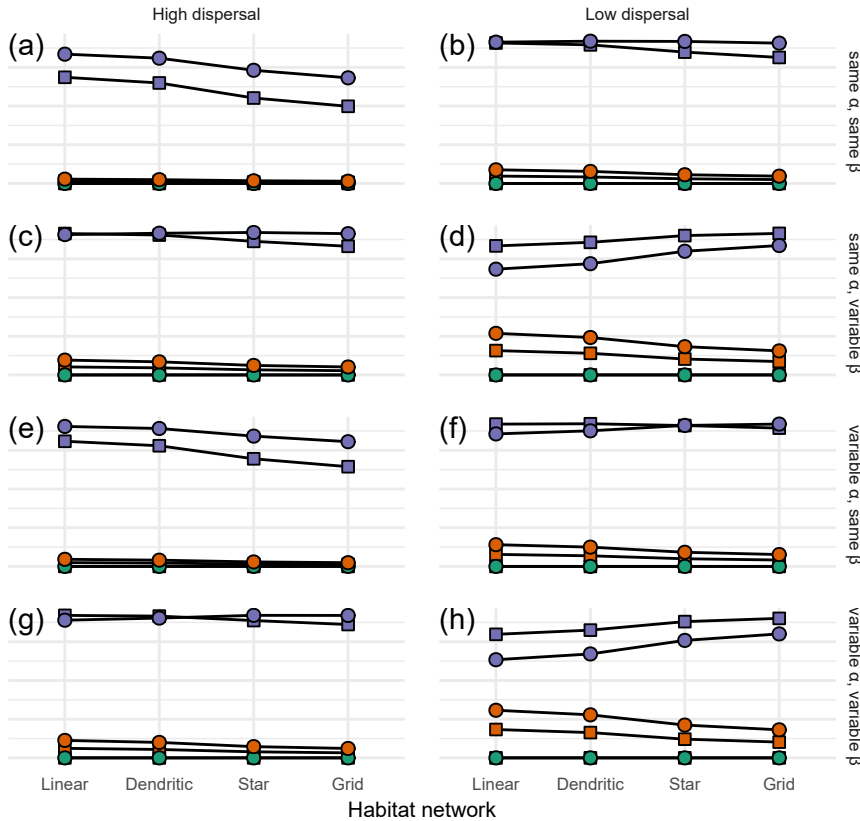 High dispersal
Low dispersal
(a)
(b)
same α, same β
(c)
(d)
same α, variable β
(e)
(f)
variable α, same β
(g)
(h)
variable α, variable β
Linear Dendritic Star Grid
Linear Dendritic Star Grid
Habitat network